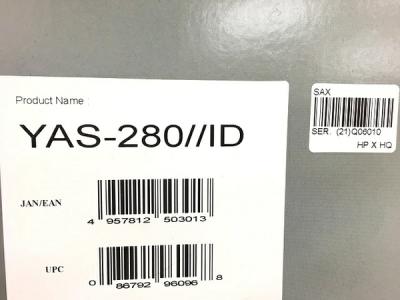 Product Name :
YAS-280//ID
JAN/EAN
4 957812 503013
UPC
0 86792 96096 8
SAX
SER. (21)Q06010
HP X HQ